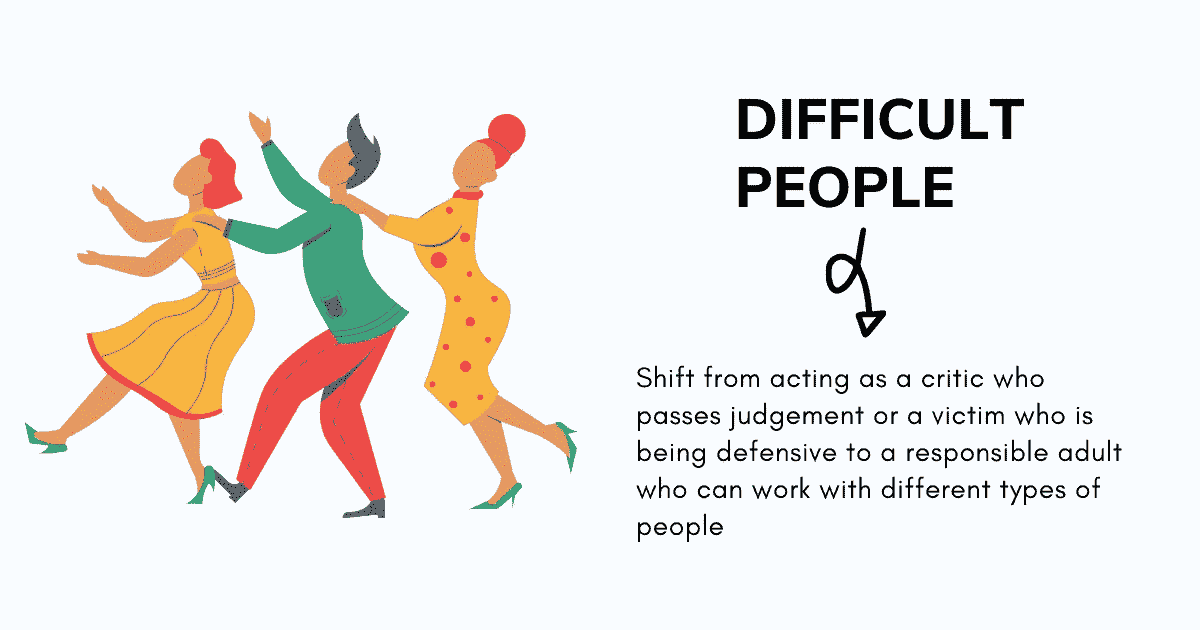 DIFFICULT
PEOPLE
Shift from acting as a critic who
passes judgement or a victim who is
being defensive to a responsible adult
who can work with different types of
people